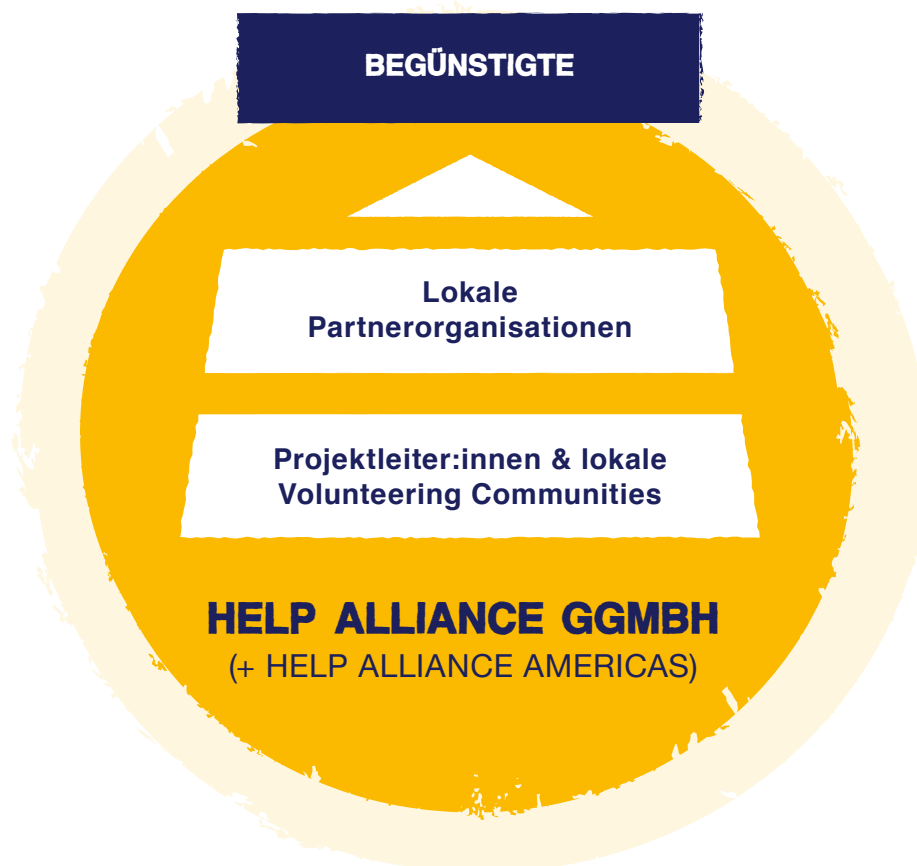 BEGÜNSTIGTE
Lokale
Partnerorganisationen
Projektleiter:innen & lokale
Volunteering Communities
HELP ALLIANCE GGMBH
(+ HELP ALLIANCE AMERICAS)